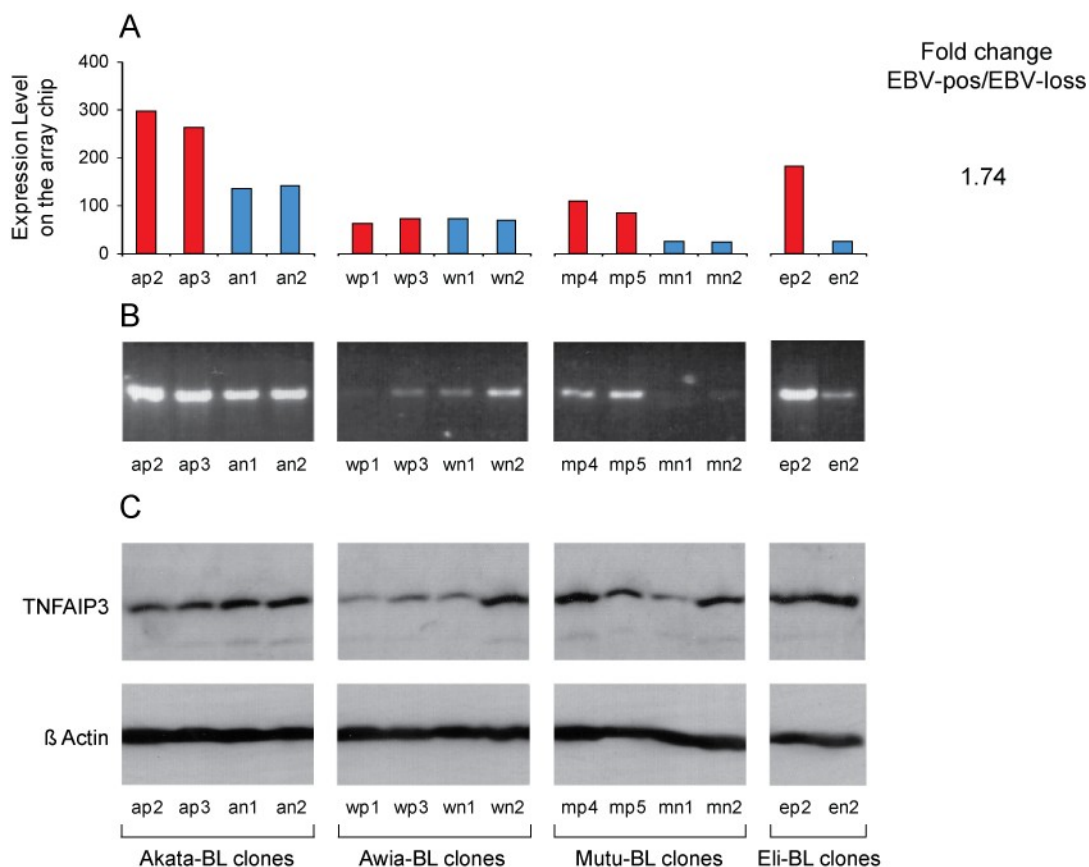 A
Fold change
EBV-pos/EBV-loss
Expression Level
on the array chip
400
300
200
100
0
1.74
ap2 ap3 an1 an2 wp1 wp3 wn1 wn2 mp4 mp5 mn1 mn2 ep2 en2
B
ap2 ap3 an1 an2 wp1 wp3 wn1 wn2 mp4 mp5 mn1 mn2 ep2 en2
C
TNFAIP3
ß Actin
ap2 ap3 an1 an2 wp1 wp3 wn1 wn2 mp4 mp5 mn1 mn2 ep2 en2
Akata-BL clones Awia-BL clones Mutu-BL clones Eli-BL clones